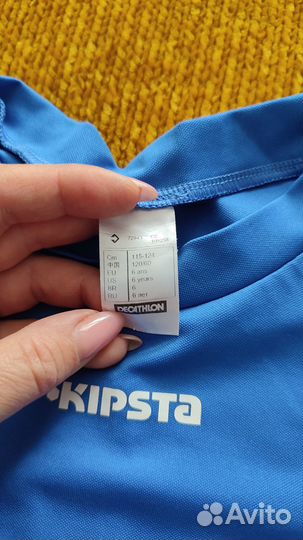 Cm 115-124
中国 120/60
EU 6 ans
US 6 years
BR 6
RU 6 лет
DECATHLON
KIPSTA
Avito